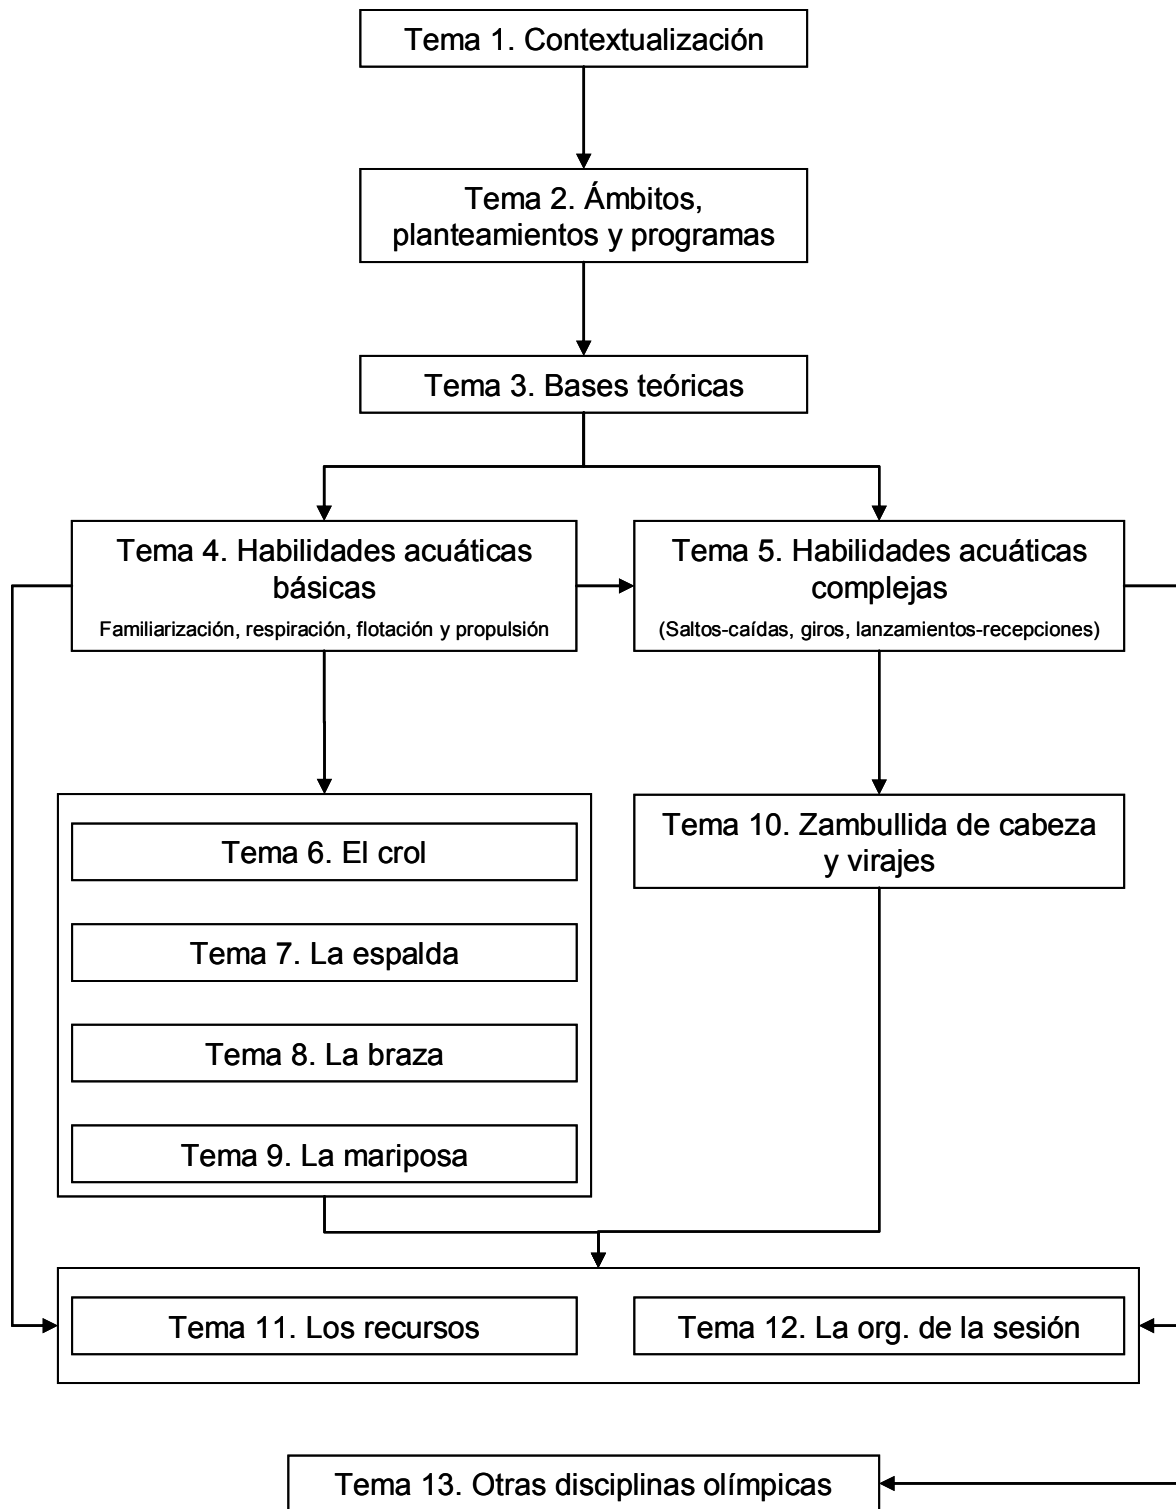 Tema 1. Contextualización
Tema 2. Ámbitos,
planteamientos y programas
Tema 3. Bases teóricas
Tema 4. Habilidades acuáticas
básicas
Familiarización, respiración, flotación y propulsión
Tema 5. Habilidades acuáticas
complejas
(Saltos-caídas, giros, lanzamientos-recepciones)
Tema 6. El crol
Tema 7. La espalda
Tema 8. La braza
Tema 9. La mariposa
Tema 10. Zambullida de cabeza
y virajes
Tema 11. Los recursos
Tema 12. La org. de la sesión
Tema 13. Otras disciplinas olímpicas